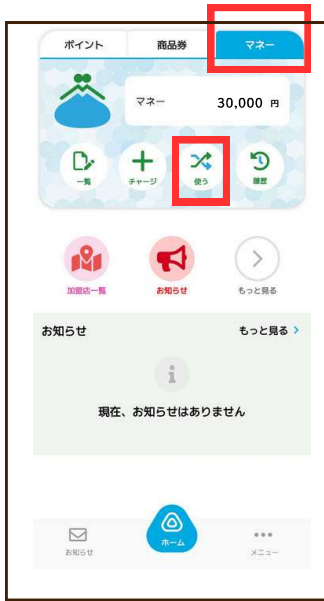 ポイント 商品券 マネー
マネー 30,000 円
一覧 チャージ 使う 履歴
加盟店一覧 お知らせ もっと見る
お知らせ もっと見る >
現在、お知らせはありません
お知らせ ホーム メニュー